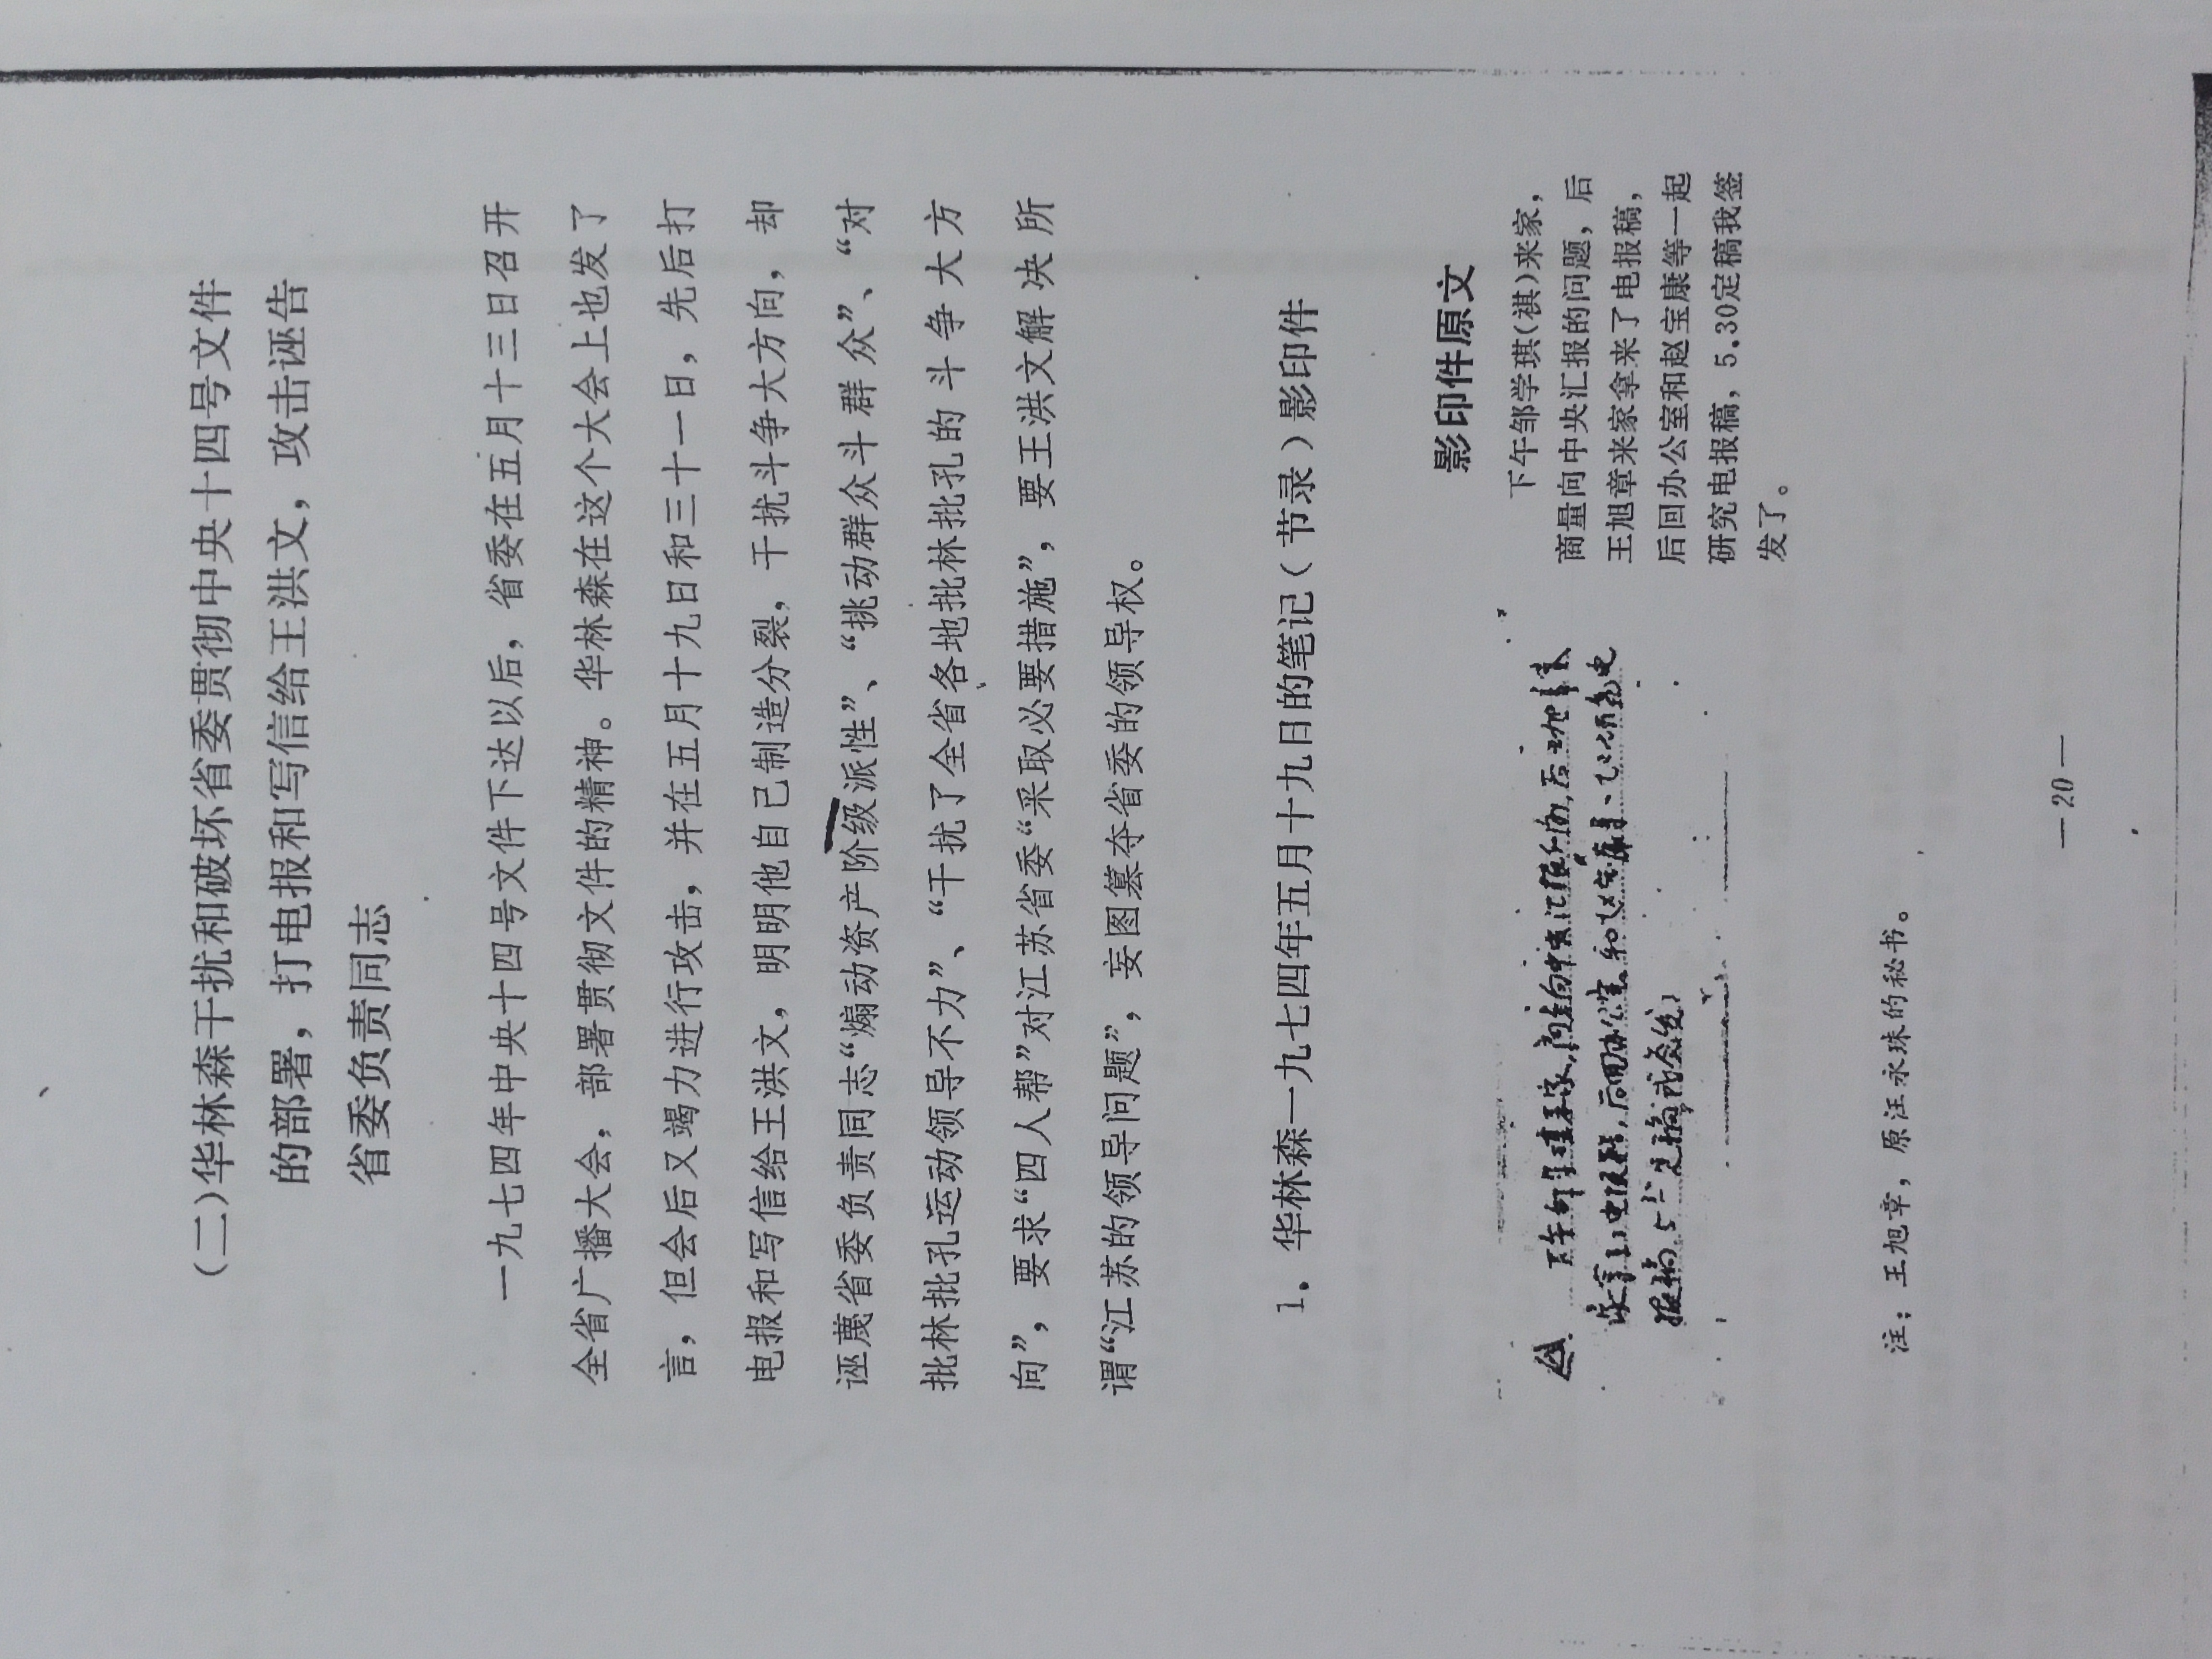 （二）华林森干扰和破坏省委贯彻中央十四号文件
的部署，打电报和写信给王洪文，攻击诬告
省委负责同志
一九七四年中央十四号文件下达以后，省委在五月十三日召开
全省广播大会，部署贯彻文件的精神。华林森在这个大会上也发了
言，但会后又竭力进行攻击，并在五月十九日和三十一日，先后打
电报和写信给王洪文，明明他自己制造分裂，干扰斗争大方向，却
诬蔑省委负责同志“煽动资产阶级派性”、“挑动群众斗群众”、“对
批林批孔运动领导不力”、“干扰了全省各地批林批孔的斗争大方
向”，要求“四人帮”对江苏省委“采取必要措施”，要王洪文解决所
谓“江苏的领导问题”，妄图篡夺省委的领导权。
1．华林森一九七四年五月十九日的笔记（节录）影印件
下午邹学琪来家，商量向中央汇报的问题，后王旭章来
家拿来了电报稿，后回办公室和赵宝康等一起研究电
报稿，5.30定稿我签发了
影印件原文
下午邹学琪(祺)来家，
商量向中央汇报的问题，后
王旭章来家拿来了电报稿，
后回办公室和赵宝康等一起
研究电报稿，5.30定稿我签
发了。
注：王旭章，原汪永珠的秘书。
— 20 —